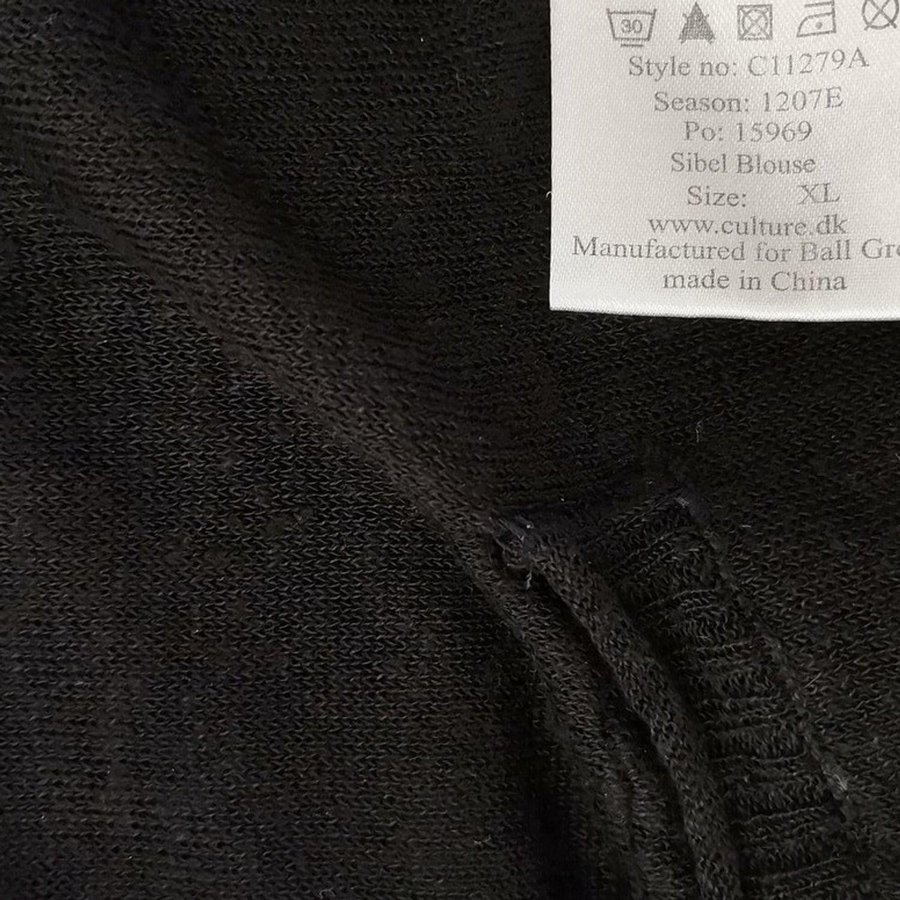 30
Style no: C11279A
Season: 1207E
Po: 15969
Sibel Blouse
Size: XL
www.culture.dk
Manufactured for Ball
made in China